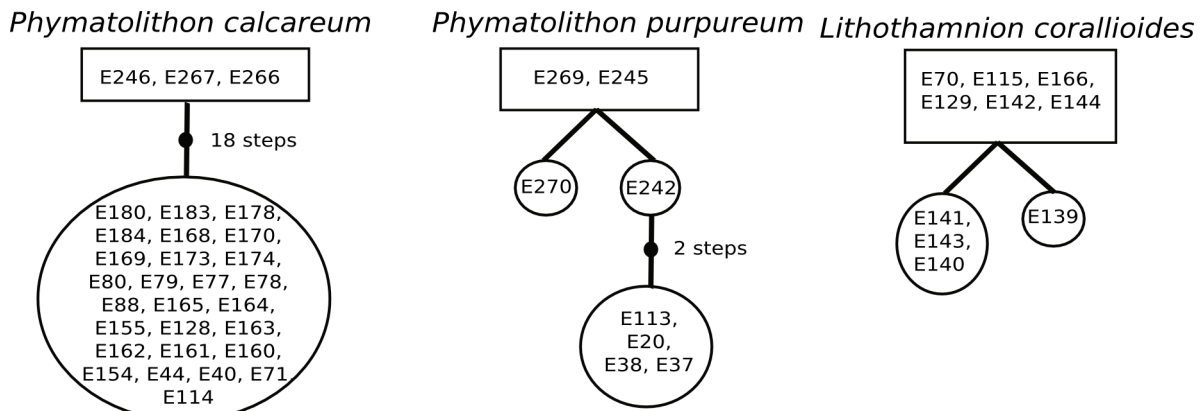 Phymatolithon calcareum
E246, E267, E266
18 steps
E180, E183, E178,
E184, E168, E170,
E169, E173, E174,
E80, E79, E77, E78,
E88, E165, E164,
E155, E128, E163,
E162, E161, E160,
E154, E44, E40, E71,
E114
Phymatolithon purpureum
E269, E245
E270
E242
2 steps
E113,
E20,
E38, E37
Lithothamnion corallioides
E70, E115, E166,
E129, E142, E144
E141,
E143,
E140
E139